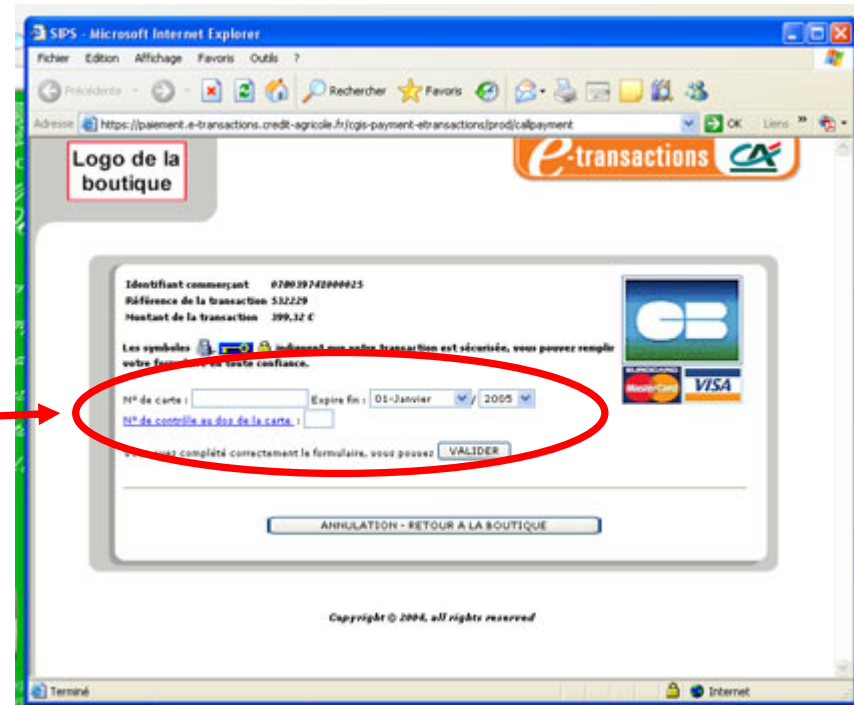 SIPS - Microsoft Internet Explorer
Fichier Edition Affichage Favoris Outils ?
Précédente Rechercher Favoris
Adresse https://paiement.e-transactions.credit-agricole.fr/cgis-payment-etransactions/prod/callpayment OK Liens »
Logo de la
boutique
e-transactions CA
Identifiant commerçant
Référence de la transaction 532229
Montant de la transaction 399,32 €
CB
Les symboles indiquent que votre transaction est sécurisée, vous pouvez remplir
votre formulaire en toute confiance.
EUROCARD
MasterCard VISA
N° de carte : Expire fin : 01-Janvier / 2005
N° de contrôle au dos de la carte :
avez complété correctement le formulaire, vous pouvez VALIDER
ANNULATION - RETOUR A LA BOUTIQUE
Copyright © 2004, all rights reserved
Terminé Internet